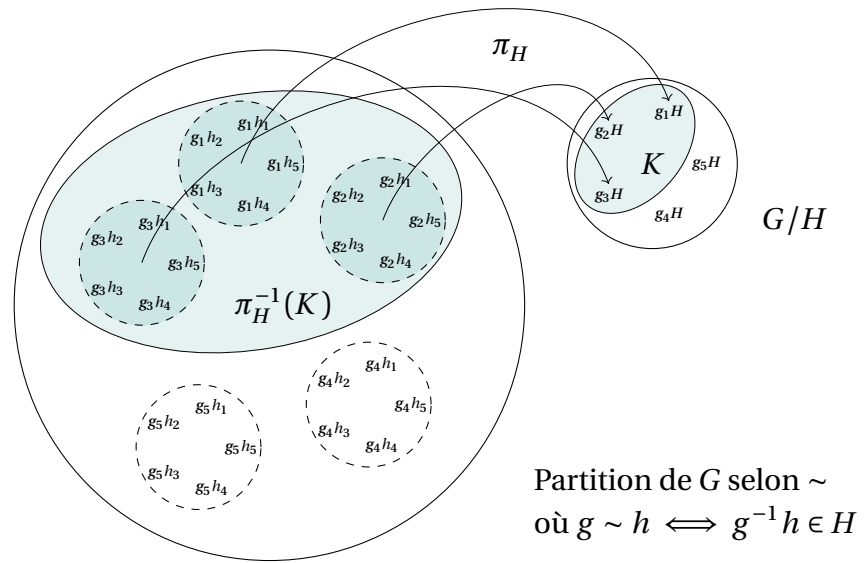 π_H
g₁h₁
g₁h₂
g₁h₃
g₁h₄
g₁h₅
g₂h₁
g₂h₂
g₂h₃
g₂h₄
g₂h₅
g₃h₁
g₃h₂
g₃h₃
g₃h₄
g₃h₅
π_H^{-1}(K)
g₄h₁
g₄h₂
g₄h₃
g₄h₄
g₄h₅
g₅h₁
g₅h₂
g₅h₃
g₅h₄
g₅h₅
g₁H
g₂H
K
g₅H
g₃H
g₄H
G/H
Partition de G selon ~
où g ~ h ⟺ g⁻¹h ∈ H